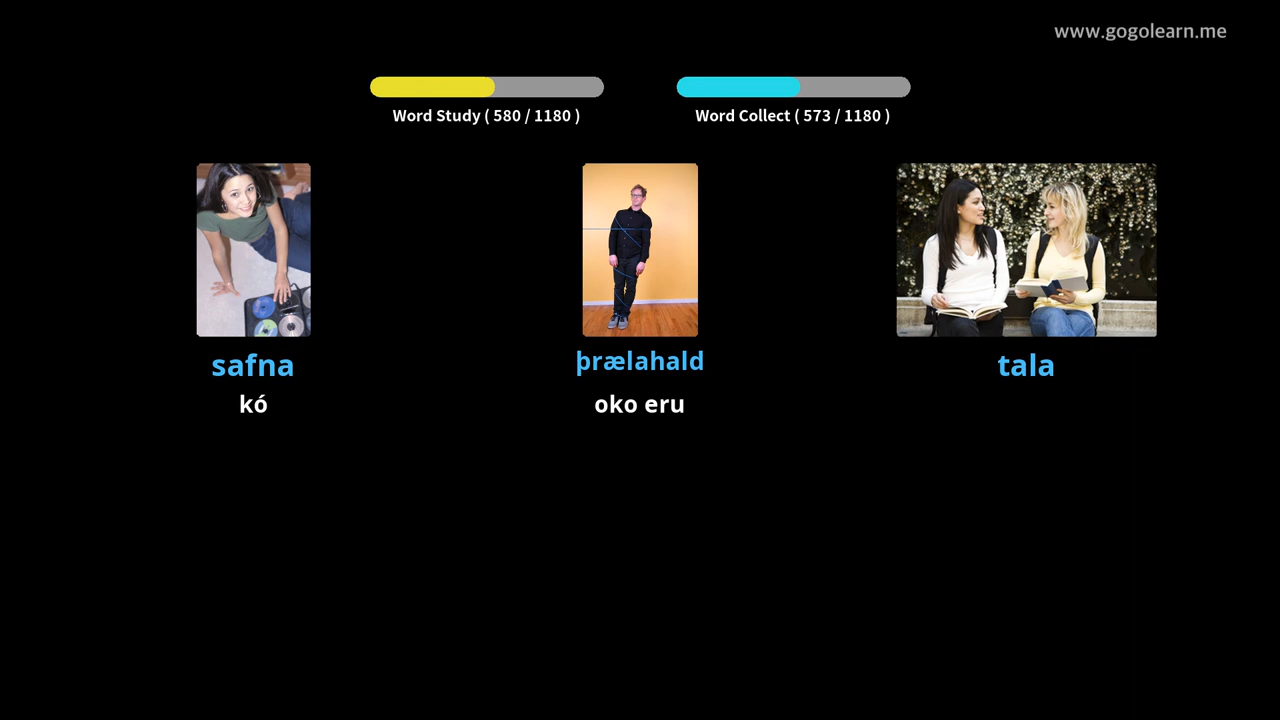 www.gogolearn.me
Word Study ( 580 / 1180 )
Word Collect ( 573 / 1180 )
safna
þrælahald
tala
kó
oko eru